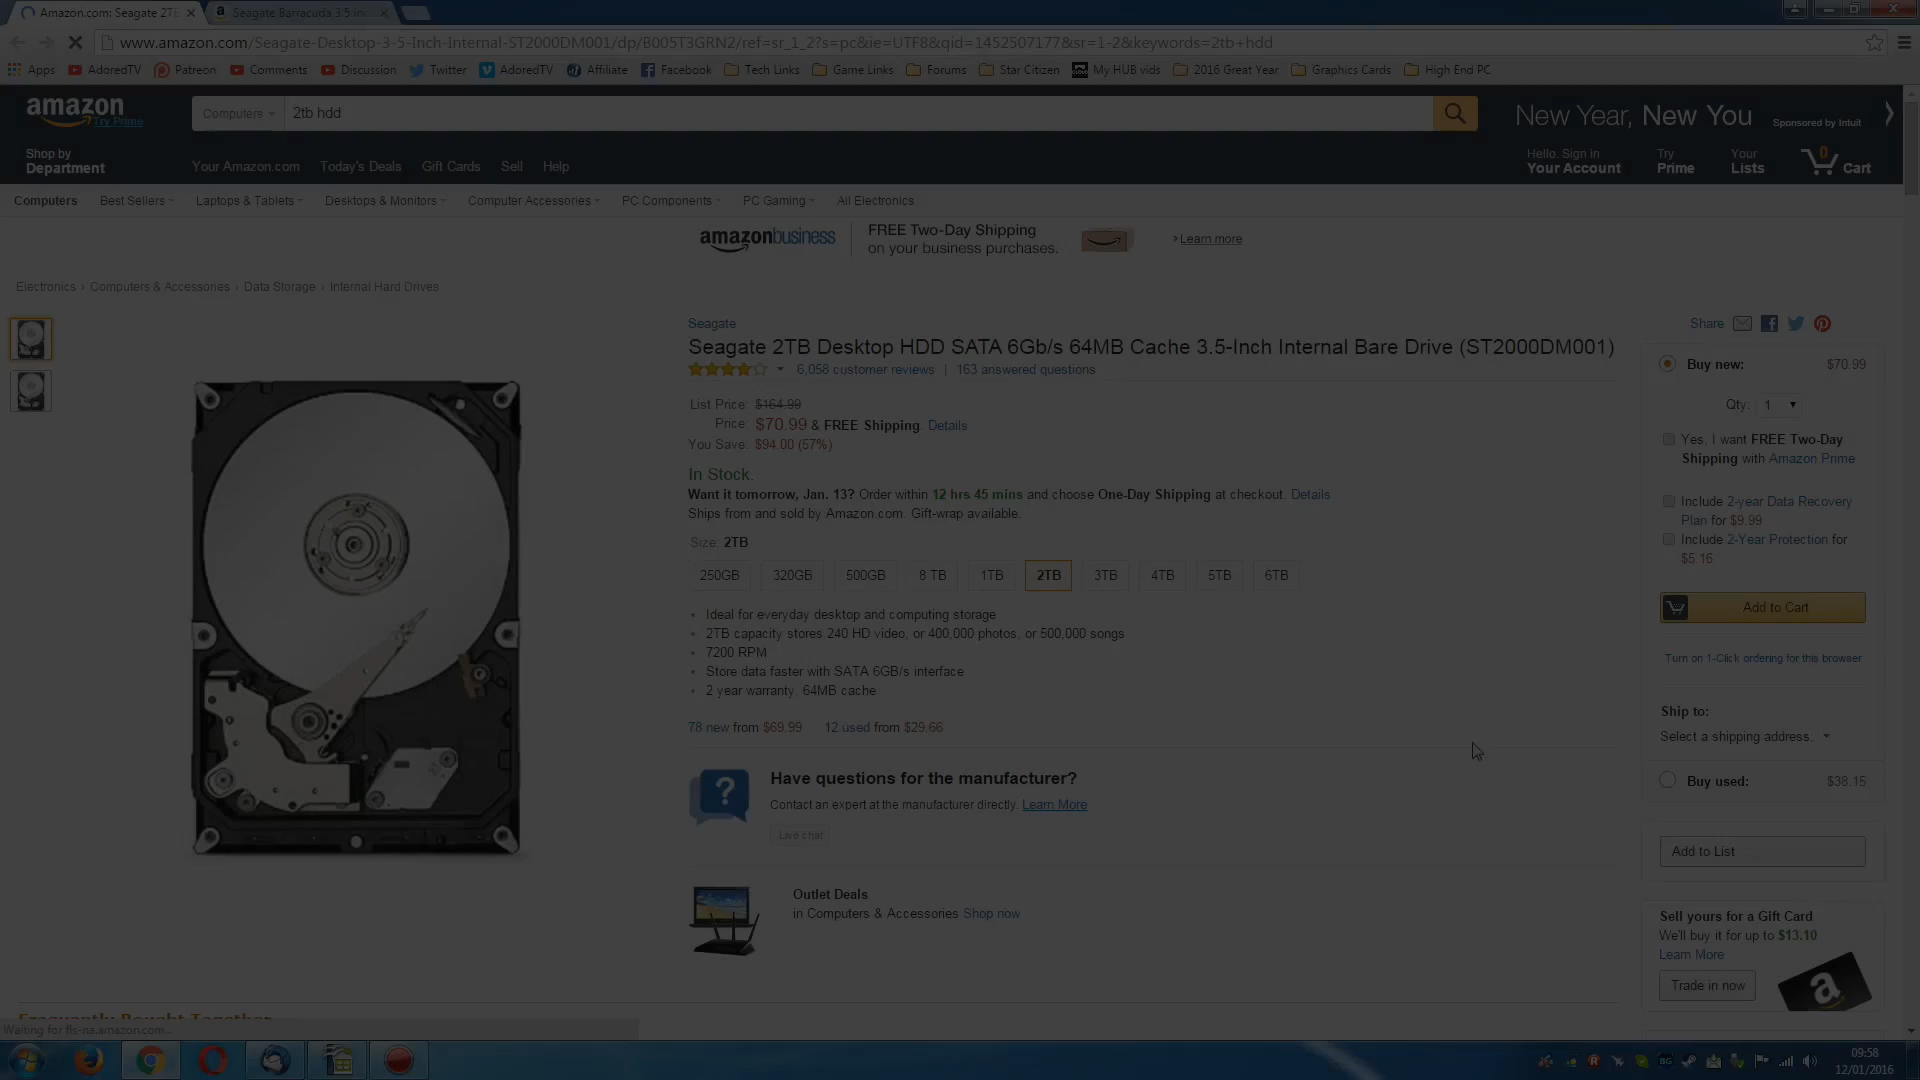 Amazon.com: Seagate 2T
Seagate Barracuda 3.5 in
www.amazon.com/Seagate-Desktop-3-5-Inch-Internal-ST2000DM001/dp/B005T3GRN2/ref=sr_1_2?s=pc&ie=UTF8&qid=1452507177&sr=1-2&keywords=2tb+hdd
Apps AdoredTV Patreon Comments Discussion Twitter AdoredTV Affiliate Facebook Tech Links Game Links Forums Star Citizen My HUB vids 2016 Great Year Graphics Cards High End PC
amazon
Try Prime
Computers 2tb hdd
New Year, New You Sponsored by Intuit
Shop by
Department
Your Amazon.com Today's Deals Gift Cards Sell Help
Hello. Sign in
Your Account
Try
Prime
Your
Lists
0
Cart
Computers Best Sellers Laptops & Tablets Desktops & Monitors Computer Accessories PC Components PC Gaming All Electronics
amazonbusiness
FREE Two-Day Shipping
on your business purchases.
› Learn more
Electronics › Computers & Accessories › Data Storage › Internal Hard Drives
Seagate
Seagate 2TB Desktop HDD SATA 6Gb/s 64MB Cache 3.5-Inch Internal Bare Drive (ST2000DM001)
6,058 customer reviews | 163 answered questions
List Price: $164.99
Price: $70.99 & FREE Shipping. Details
You Save: $94.00 (57%)
In Stock.
Want it tomorrow, Jan. 13? Order within 12 hrs 45 mins and choose One-Day Shipping at checkout. Details
Ships from and sold by Amazon.com. Gift-wrap available.
Size: 2TB
250GB 320GB 500GB 8 TB 1TB 2TB 3TB 4TB 5TB 6TB
• Ideal for everyday desktop and computing storage
• 2TB capacity stores 240 HD video, or 400,000 photos, or 500,000 songs
• 7200 RPM
• Store data faster with SATA 6GB/s interface
• 2 year warranty. 64MB cache
78 new from $69.99 12 used from $29.66
?
Have questions for the manufacturer?
Contact an expert at the manufacturer directly. Learn More
Live chat
Outlet Deals
in Computers & Accessories Shop now
Share
Buy new: $70.99
Qty: 1
Yes, I want FREE Two-Day
Shipping with Amazon Prime
Include 2-year Data Recovery
Plan for $9.99
Include 2-Year Protection for
$5.16
Add to Cart
Turn on 1-Click ordering for this browser
Ship to:
Select a shipping address.
Buy used: $38.15
Add to List
Sell yours for a Gift Card
We'll buy it for up to $13.10
Learn More
Trade in now
a
Frequently Bought Together
Waiting for fls-na.amazon.com...
09:58
12/01/2016